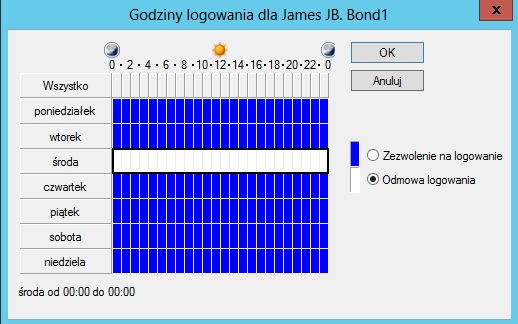 Godziny logowania dla James JB. Bond1
x
OK
0 · 2 · 4 · 6 · 8 · 10 · 12 · 14 · 16 · 18 · 20 · 22 · 0
Anuluj
Wszystko
poniedziałek
wtorek
środa
czwartek
piątek
sobota
niedziela
Zezwolenie na logowanie
Odmowa logowania
środa od 00:00 do 00:00